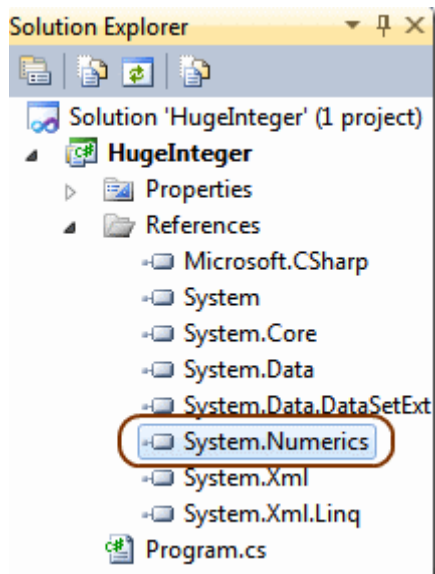 Solution Explorer
Solution 'HugeInteger' (1 project)
HugeInteger
Properties
References
Microsoft.CSharp
System
System.Core
System.Data
System.Data.DataSetExt
System.Numerics
System.Xml
System.Xml.Linq
Program.cs